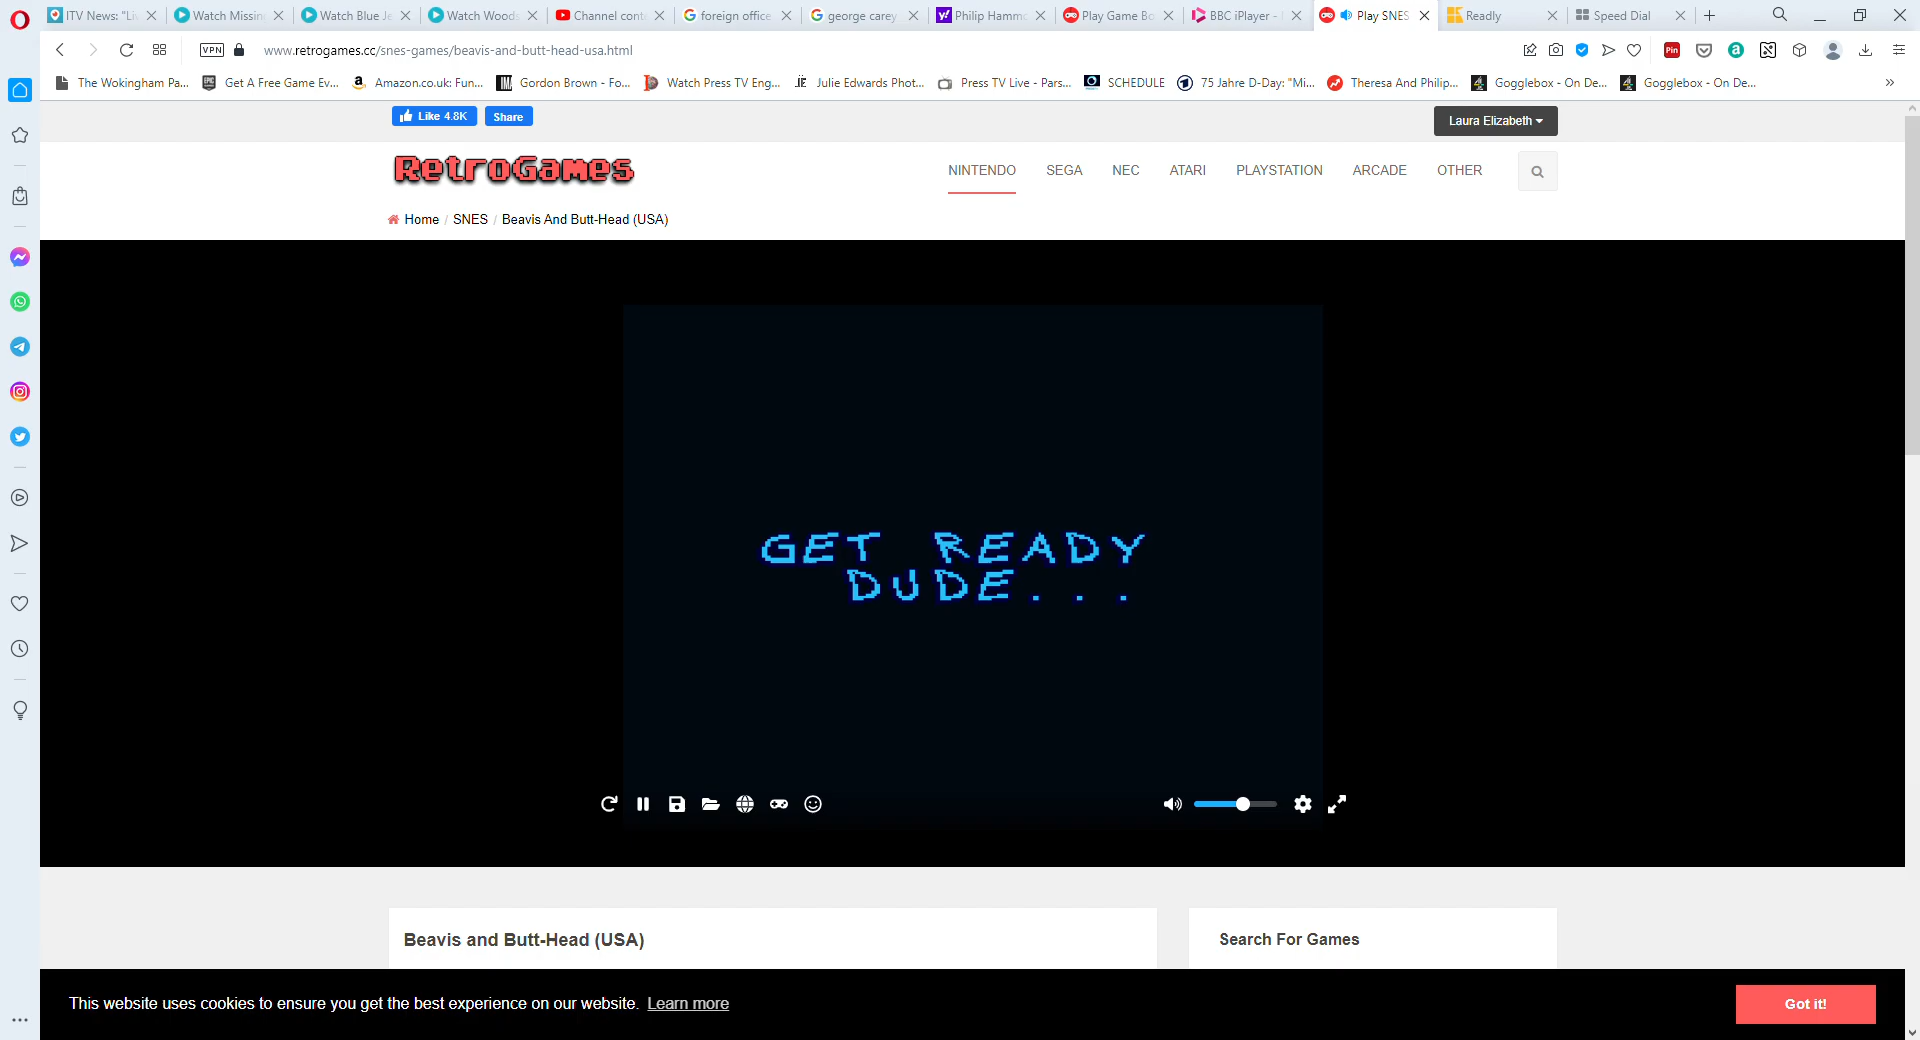 ITV News: "Li
Watch Missin
Watch Blue Je
Watch Woods
Channel conta
foreign office
george carey
Philip Hammo
Play Game Bo
BBC iPlayer -
Play SNES
Readly
Speed Dial
VPN
www.retrogames.cc/snes-games/beavis-and-butt-head-usa.html
Pin
The Wokingham Pa...
Get A Free Game Ev...
Amazon.co.uk: Fun...
Gordon Brown - Fo...
Watch Press TV Eng...
Julie Edwards Phot...
Press TV Live - Pars...
SCHEDULE
75 Jahre D-Day: "Mi...
Theresa And Philip...
Gogglebox - On De...
Gogglebox - On De...
Like 4.8K
Share
Laura Elizabeth
RetroGames
NINTENDO SEGA NEC ATARI PLAYSTATION ARCADE OTHER
Home / SNES / Beavis And Butt-Head (USA)
GET READY
DUDE...
Beavis and Butt-Head (USA)
Search For Games
This website uses cookies to ensure you get the best experience on our website. Learn more
Got it!